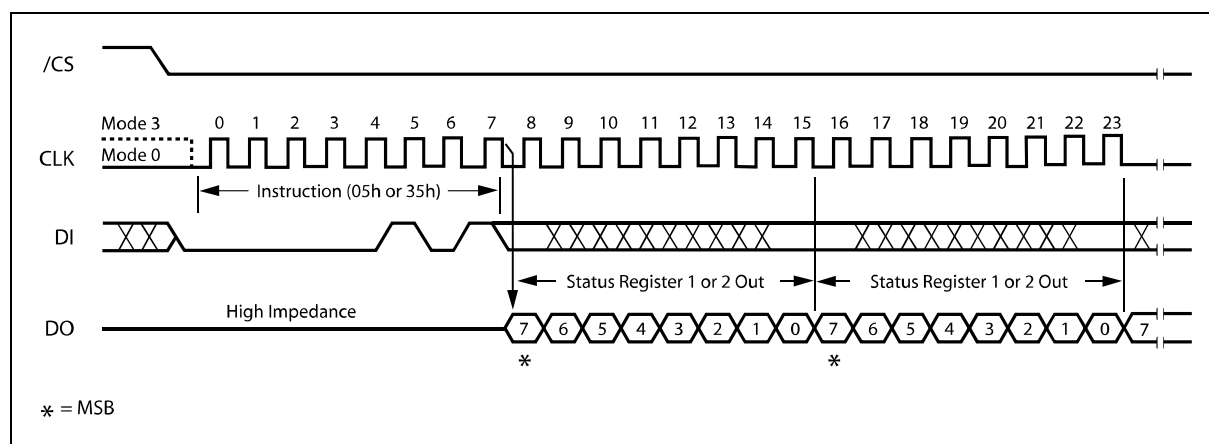 /CS
Mode 3 0 1 2 3 4 5 6 7 8 9 10 11 12 13 14 15 16 17 18 19 20 21 22 23
CLK Mode 0
Instruction (05h or 35h)
DI
Status Register 1 or 2 Out Status Register 1 or 2 Out
High Impedance
DO 7 6 5 4 3 2 1 0 7 6 5 4 3 2 1 0 7
* *
* = MSB